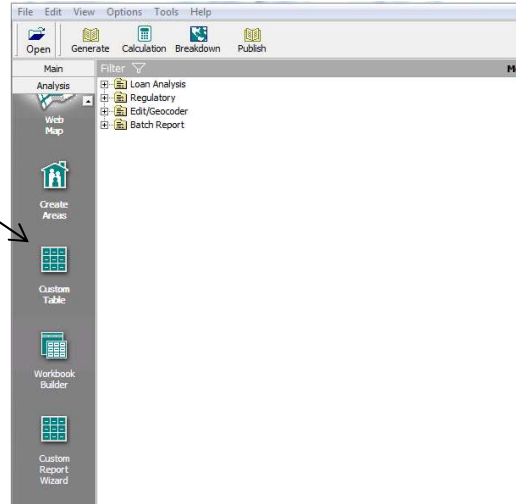 File Edit View Options Tools Help
Open Generate Calculation Breakdown Publish
Main
Filter
Analysis
Loan Analysis
Regulatory
Edit/Geocoder
Batch Report
Web
Map
Create
Areas
Custom
Table
Workbook
Builder
Custom
Report
Wizard